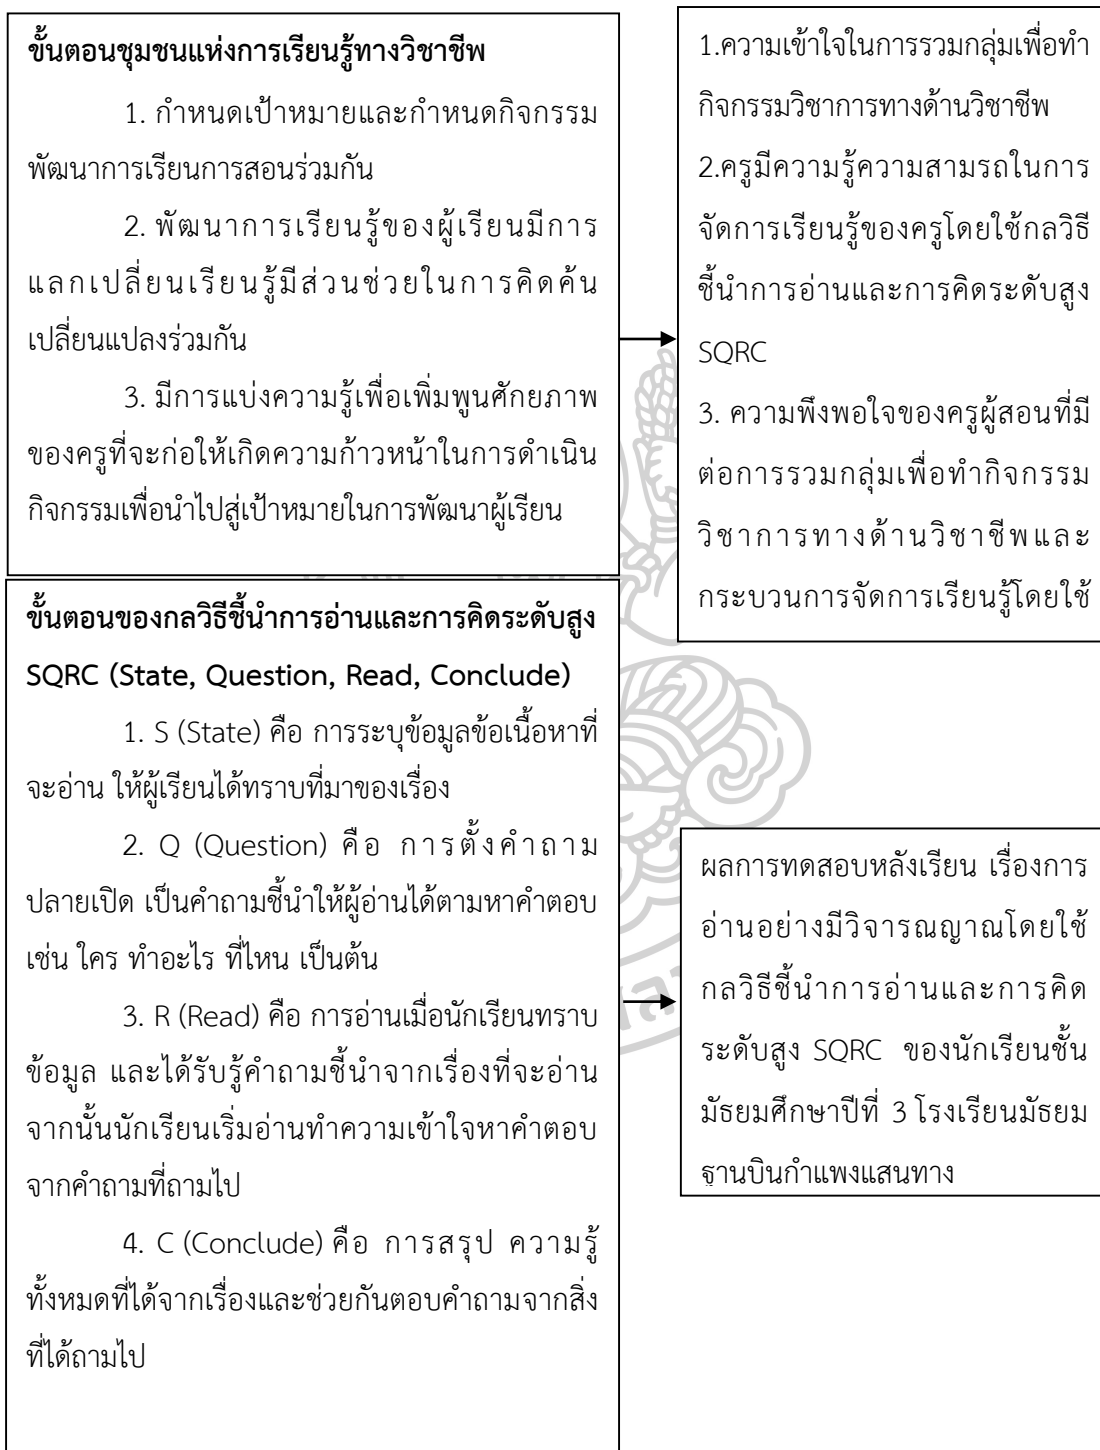 ขั้นตอนชุมชนแห่งการเรียนรู้ทางวิชาชีพ
1. กำหนดเป้าหมายและกำหนดกิจกรรม
พัฒนาการเรียนการสอนร่วมกัน
2. พัฒนาการเรียนรู้ของผู้เรียนมีการ
แลกเปลี่ยนเรียนรู้มีส่วนช่วยในการคิดค้น
เปลี่ยนแปลงร่วมกัน
3. มีการแบ่งความรู้เพื่อเพิ่มพูนศักยภาพ
ของครูที่จะก่อให้เกิดความก้าวหน้าในการดำเนิน
กิจกรรมเพื่อนำไปสู่เป้าหมายในการพัฒนาผู้เรียน
1.ความเข้าใจในการรวมกลุ่มเพื่อทำ
กิจกรรมวิชาการทางด้านวิชาชีพ
2.ครูมีความรู้ความสามรถในการ
จัดการเรียนรู้ของครูโดยใช้กลวิธี
ชี้นำการอ่านและการคิดระดับสูง
SQRC
3. ความพึงพอใจของครูผู้สอนที่มี
ต่อการรวมกลุ่มเพื่อทำกิจกรรม
วิชาการทางด้านวิชาชีพและ
กระบวนการจัดการเรียนรู้โดยใช้
ขั้นตอนของกลวิธีชี้นำการอ่านและการคิดระดับสูง
SQRC (State, Question, Read, Conclude)
1. S (State) คือ การระบุข้อมูลข้อเนื้อหาที่
จะอ่าน ให้ผู้เรียนได้ทราบที่มาของเรื่อง
2. Q (Question) คือ การตั้งคำถาม
ปลายเปิด เป็นคำถามชี้นำให้ผู้อ่านได้ตามหาคำตอบ
เช่น ใคร ทำอะไร ที่ไหน เป็นต้น
3. R (Read) คือ การอ่านเมื่อนักเรียนทราบ
ข้อมูล และได้รับรู้คำถามชี้นำจากเรื่องที่จะอ่าน
จากนั้นนักเรียนเริ่มอ่านทำความเข้าใจหาคำตอบ
จากคำถามที่ถามไป
4. C (Conclude) คือ การสรุป ความรู้
ทั้งหมดที่ได้จากเรื่องและช่วยกันตอบคำถามจากสิ่ง
ที่ได้ถามไป
ผลการทดสอบหลังเรียน เรื่องการ
อ่านอย่างมีวิจารณญาณโดยใช้
กลวิธีชี้นำการอ่านและการคิด
ระดับสูง SQRC ของนักเรียนชั้น
มัธยมศึกษาปีที่ 3 โรงเรียนมัธยม
ฐานบินกำแพงแสนทาง